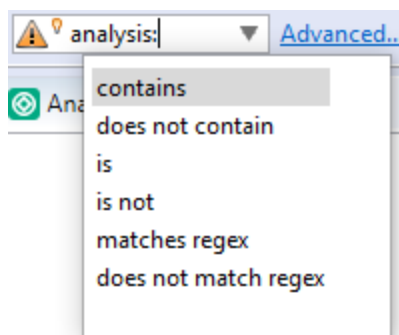 analysis:
Advanced..
Ana
contains
does not contain
is
is not
matches regex
does not match regex